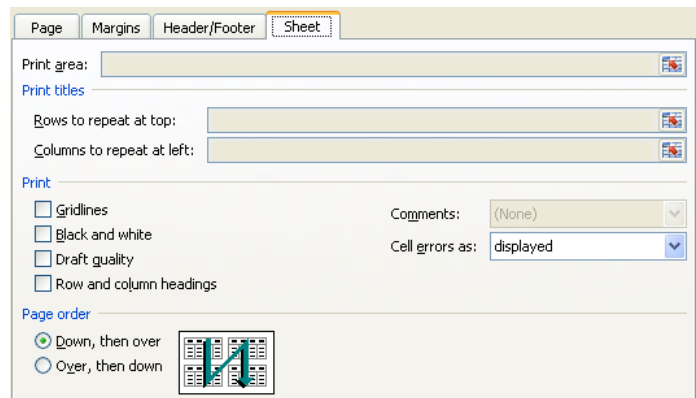 Page Margins Header/Footer Sheet
Print area:
Print titles
Rows to repeat at top:
Columns to repeat at left:
Print
Gridlines
Black and white
Draft quality
Row and column headings
Comments: (None)
Cell errors as: displayed
Page order
Down, then over
Over, then down